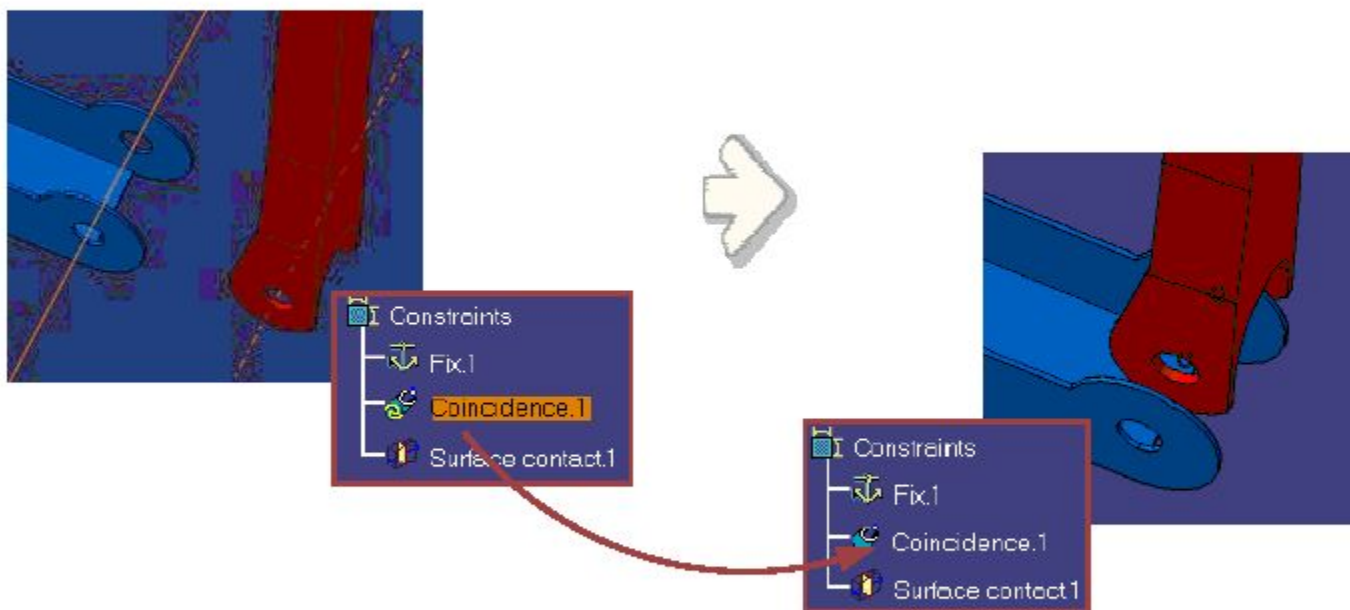 Constraints
Fix.1
Coincidence.1
Surface contact.1
Constraints
Fix.1
Coincidence.1
Surface contact.1